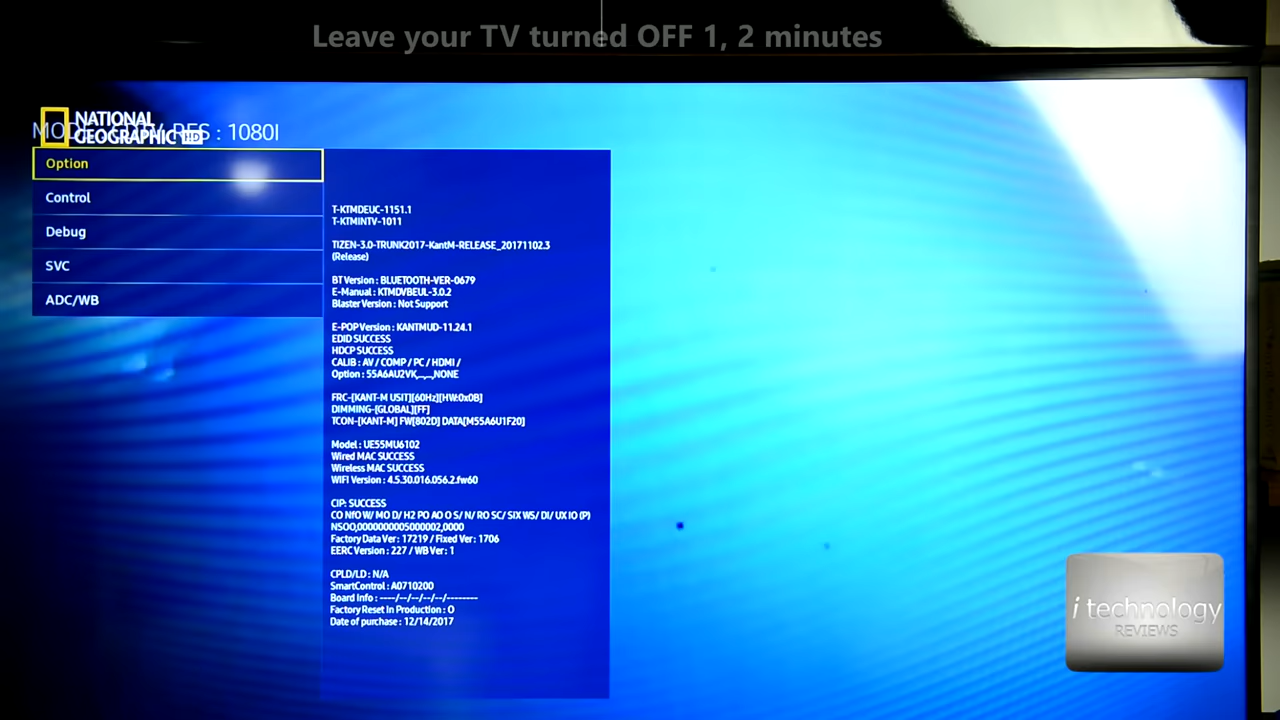 Leave your TV turned OFF 1, 2 minutes
NATIONAL
GEOGRAPHIC HD
RES : 1080I
Option
Control
Debug
SVC
ADC/WB
T-KTMDEUC-1151.1
T-KTMINTV-1011
TIZEN-3.0-TRUNK2017-KantM-RELEASE_20171102.3
(Release)
BT Version : BLUETOOTH-VER-0679
E-Manual : KTMDVBEUL-3.0.2
Blaster Version : Not Support
E-POP Version : KANTMUD-11.24.1
EDID SUCCESS
HDCP SUCCESS
CALIB : AV / COMP / PC / HDMI /
Option : 55A6AU2VK,__,__,NONE
FRC-[KANT-M USIT][60Hz][HW:0x0B]
DIMMING-[GLOBAL][FF]
TCON-[KANT-M] FW[802D] DATA[M55A6U1F20]
Model : UE55MU6102
Wired MAC SUCCESS
Wireless MAC SUCCESS
WIFI Version : 4.5.30.016.056.2.fw60
CIP: SUCCESS
CO NfO W/ MO D/ H2 PO AO O S/ N/ RO SC/ SIX WS/ DI/ UX IO (P)
NSOO,0000000005000002,0000
Factory Data Ver : 17219 / Fixed Ver : 1706
EERC Version : 227 / WB Ver : 1
CPLD/LD : N/A
SmartControl : A0710200
Board Info : ----/--/--/--/--/--------
Factory Reset In Production : O
Date of purchase : 12/14/2017
i technology
REVIEWS